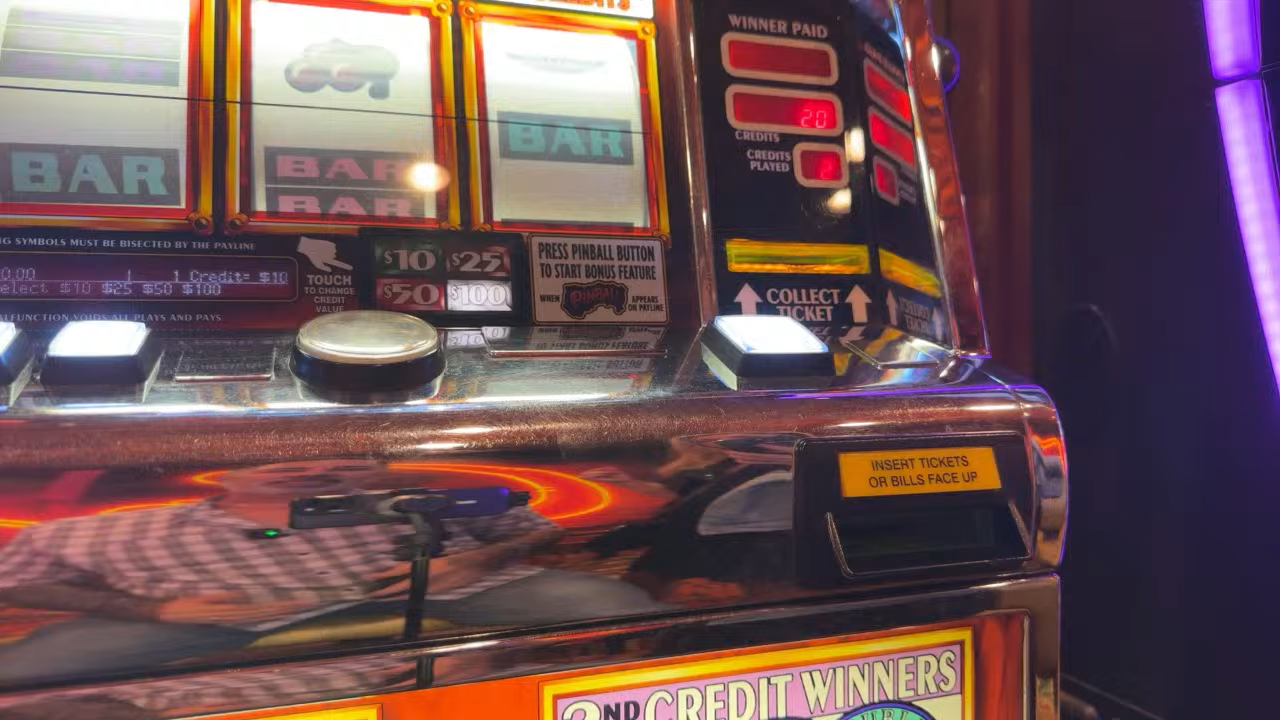 WINNER PAID
20
CREDITS
CREDITS
PLAYED
BAR
BAR
BAR
BAR
SYMBOLS MUST BE BISECTED BY THE PAYLINE
0.00 1 Credit= $10
elect $10 $25 $50 $100
MALFUNCTION VOIDS ALL PLAYS AND PAYS
TOUCH
TO CHANGE
CREDIT
VALUE
$10 $25
$50 $100
PRESS PINBALL BUTTON
TO START BONUS FEATURE
WHEN PINBALL APPEARS
ON PAYLINE
COLLECT
TICKET
INSERT TICKETS
OR BILLS FACE UP
2ND CREDIT WINNERS